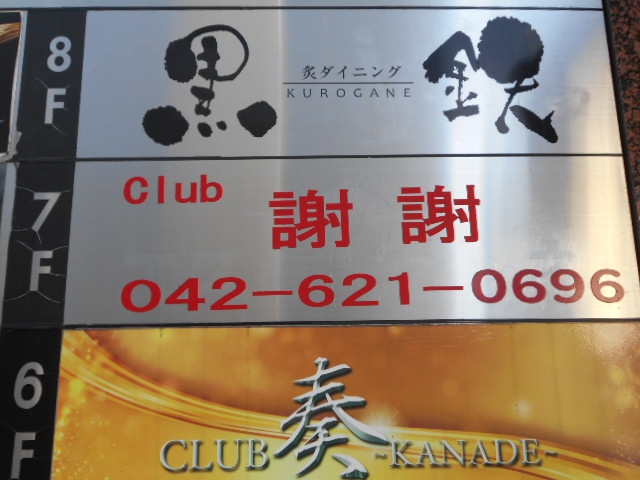 8F
黒 炙ダイニング 鉄
KUROGANE
7F
Club 謝謝
042-621-0696
6F
CLUB 奏 ~KANADE~